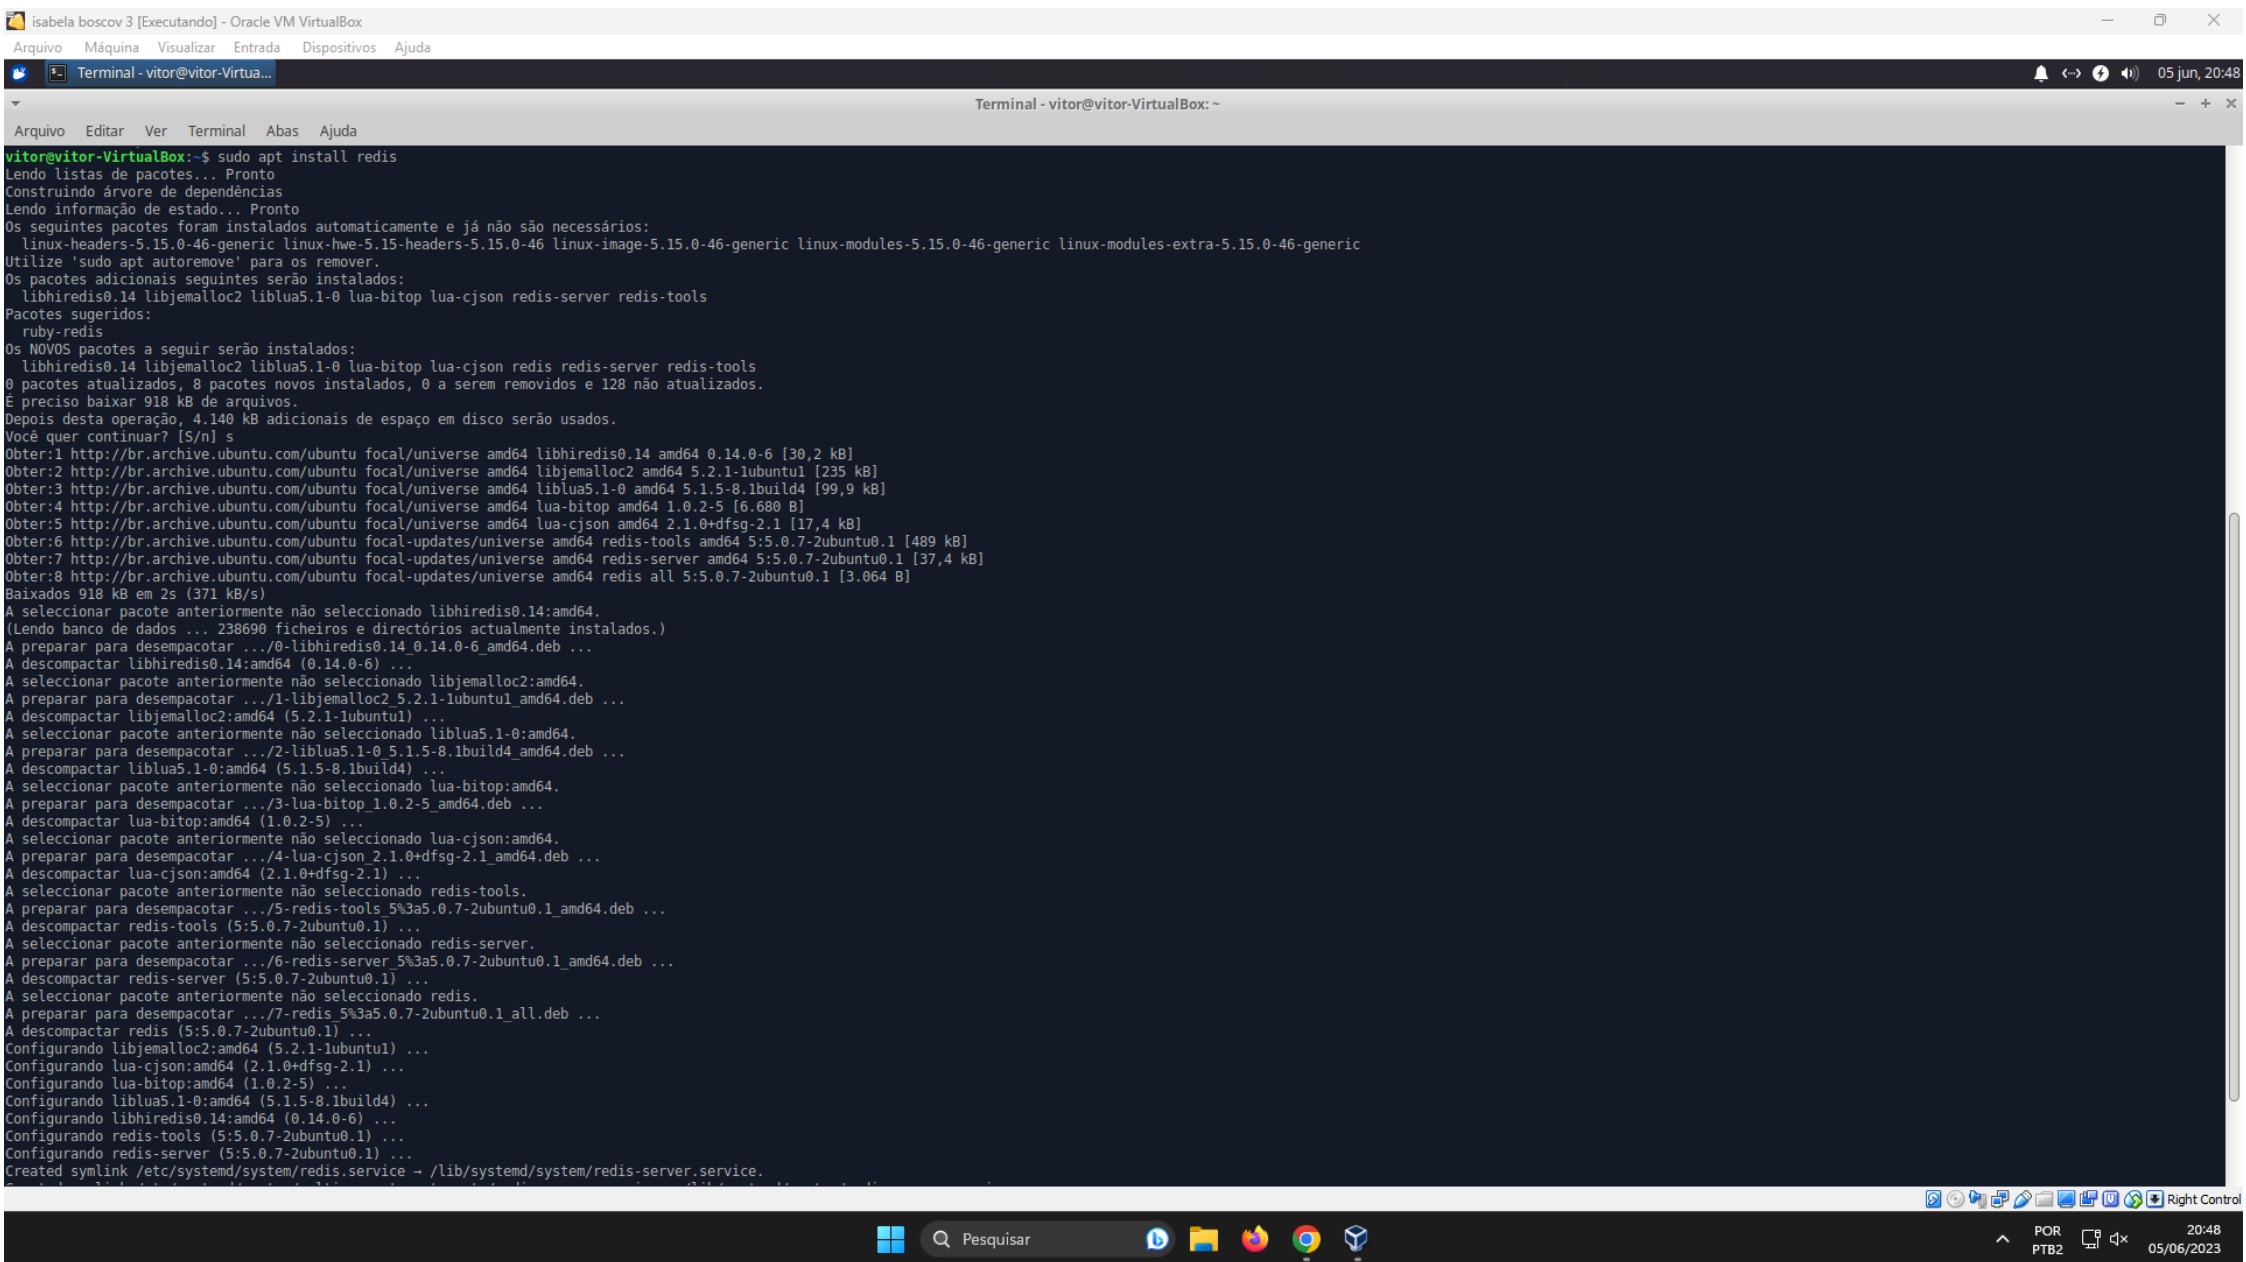 isabela boscov 3 [Executando] - Oracle VM VirtualBox
Arquivo Máquina Visualizar Entrada Dispositivos Ajuda
Terminal - vitor@vitor-Virtua... 05 jun, 20:48
Terminal - vitor@vitor-VirtualBox: ~
Arquivo Editar Ver Terminal Abas Ajuda
vitor@vitor-VirtualBox:~$ sudo apt install redis
Lendo listas de pacotes... Pronto
Construindo árvore de dependências
Lendo informação de estado... Pronto
Os seguintes pacotes foram instalados automaticamente e já não são necessários:
linux-headers-5.15.0-46-generic linux-hwe-5.15-headers-5.15.0-46 linux-image-5.15.0-46-generic linux-modules-5.15.0-46-generic linux-modules-extra-5.15.0-46-generic
Utilize 'sudo apt autoremove' para os remover.
Os pacotes adicionais seguintes serão instalados:
libhiredis0.14 libjemalloc2 liblua5.1-0 lua-bitop lua-cjson redis-server redis-tools
Pacotes sugeridos:
ruby-redis
Os NOVOS pacotes a seguir serão instalados:
libhiredis0.14 libjemalloc2 liblua5.1-0 lua-bitop lua-cjson redis redis-server redis-tools
0 pacotes atualizados, 8 pacotes novos instalados, 0 a serem removidos e 128 não atualizados.
É preciso baixar 918 kB de arquivos.
Depois desta operação, 4.140 kB adicionais de espaço em disco serão usados.
Você quer continuar? [S/n] s
Obter:1 http://br.archive.ubuntu.com/ubuntu focal/universe amd64 libhiredis0.14 amd64 0.14.0-6 [30,2 kB]
Obter:2 http://br.archive.ubuntu.com/ubuntu focal/universe amd64 libjemalloc2 amd64 5.2.1-1ubuntu1 [235 kB]
Obter:3 http://br.archive.ubuntu.com/ubuntu focal/universe amd64 liblua5.1-0 amd64 5.1.5-8.1build4 [99,9 kB]
Obter:4 http://br.archive.ubuntu.com/ubuntu focal/universe amd64 lua-bitop amd64 1.0.2-5 [6.680 B]
Obter:5 http://br.archive.ubuntu.com/ubuntu focal/universe amd64 lua-cjson amd64 2.1.0+dfsg-2.1 [17,4 kB]
Obter:6 http://br.archive.ubuntu.com/ubuntu focal-updates/universe amd64 redis-tools amd64 5:5.0.7-2ubuntu0.1 [489 kB]
Obter:7 http://br.archive.ubuntu.com/ubuntu focal-updates/universe amd64 redis-server amd64 5:5.0.7-2ubuntu0.1 [37,4 kB]
Obter:8 http://br.archive.ubuntu.com/ubuntu focal-updates/universe amd64 redis all 5:5.0.7-2ubuntu0.1 [3.064 B]
Baixados 918 kB em 2s (371 kB/s)
A seleccionar pacote anteriormente não seleccionado libhiredis0.14:amd64.
(Lendo banco de dados ... 238690 ficheiros e directórios actualmente instalados.)
A preparar para desempacotar .../0-libhiredis0.14_0.14.0-6_amd64.deb ...
A descompactar libhiredis0.14:amd64 (0.14.0-6) ...
A seleccionar pacote anteriormente não seleccionado libjemalloc2:amd64.
A preparar para desempacotar .../1-libjemalloc2_5.2.1-1ubuntu1_amd64.deb ...
A descompactar libjemalloc2:amd64 (5.2.1-1ubuntu1) ...
A seleccionar pacote anteriormente não seleccionado liblua5.1-0:amd64.
A preparar para desempacotar .../2-liblua5.1-0_5.1.5-8.1build4_amd64.deb ...
A descompactar liblua5.1-0:amd64 (5.1.5-8.1build4) ...
A seleccionar pacote anteriormente não seleccionado lua-bitop:amd64.
A preparar para desempacotar .../3-lua-bitop_1.0.2-5_amd64.deb ...
A descompactar lua-bitop:amd64 (1.0.2-5) ...
A seleccionar pacote anteriormente não seleccionado lua-cjson:amd64.
A preparar para desempacotar .../4-lua-cjson_2.1.0+dfsg-2.1_amd64.deb ...
A descompactar lua-cjson:amd64 (2.1.0+dfsg-2.1) ...
A seleccionar pacote anteriormente não seleccionado redis-tools.
A preparar para desempacotar .../5-redis-tools_5%3a5.0.7-2ubuntu0.1_amd64.deb ...
A descompactar redis-tools (5:5.0.7-2ubuntu0.1) ...
A seleccionar pacote anteriormente não seleccionado redis-server.
A preparar para desempacotar .../6-redis-server_5%3a5.0.7-2ubuntu0.1_amd64.deb ...
A descompactar redis-server (5:5.0.7-2ubuntu0.1) ...
A seleccionar pacote anteriormente não seleccionado redis.
A preparar para desempacotar .../7-redis_5%3a5.0.7-2ubuntu0.1_all.deb ...
A descompactar redis (5:5.0.7-2ubuntu0.1) ...
Configurando libjemalloc2:amd64 (5.2.1-1ubuntu1) ...
Configurando lua-cjson:amd64 (2.1.0+dfsg-2.1) ...
Configurando lua-bitop:amd64 (1.0.2-5) ...
Configurando liblua5.1-0:amd64 (5.1.5-8.1build4) ...
Configurando libhiredis0.14:amd64 (0.14.0-6) ...
Configurando redis-tools (5:5.0.7-2ubuntu0.1) ...
Configurando redis-server (5:5.0.7-2ubuntu0.1) ...
Created symlink /etc/systemd/system/redis.service → /lib/systemd/system/redis-server.service.
Right Control
Pesquisar
POR 20:48
PTB2 05/06/2023